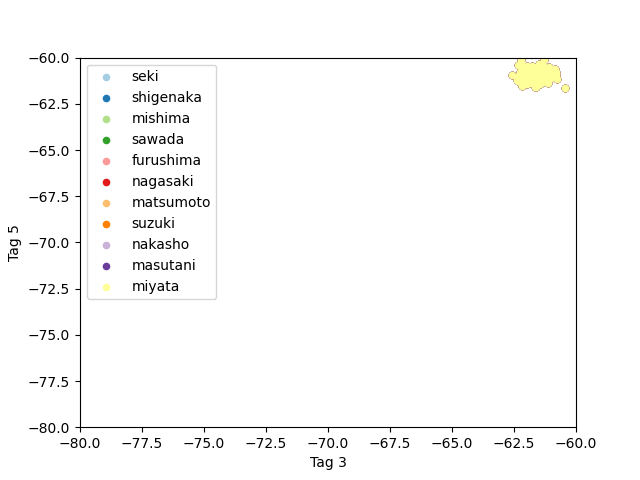 −60.0
−62.5
−65.0
−67.5
−70.0
−72.5
−75.0
−77.5
−80.0
Tag 5
seki
shigenaka
mishima
sawada
furushima
nagasaki
matsumoto
suzuki
nakasho
masutani
miyata
−80.0 −77.5 −75.0 −72.5 −70.0 −67.5 −65.0 −62.5 −60.0
Tag 3